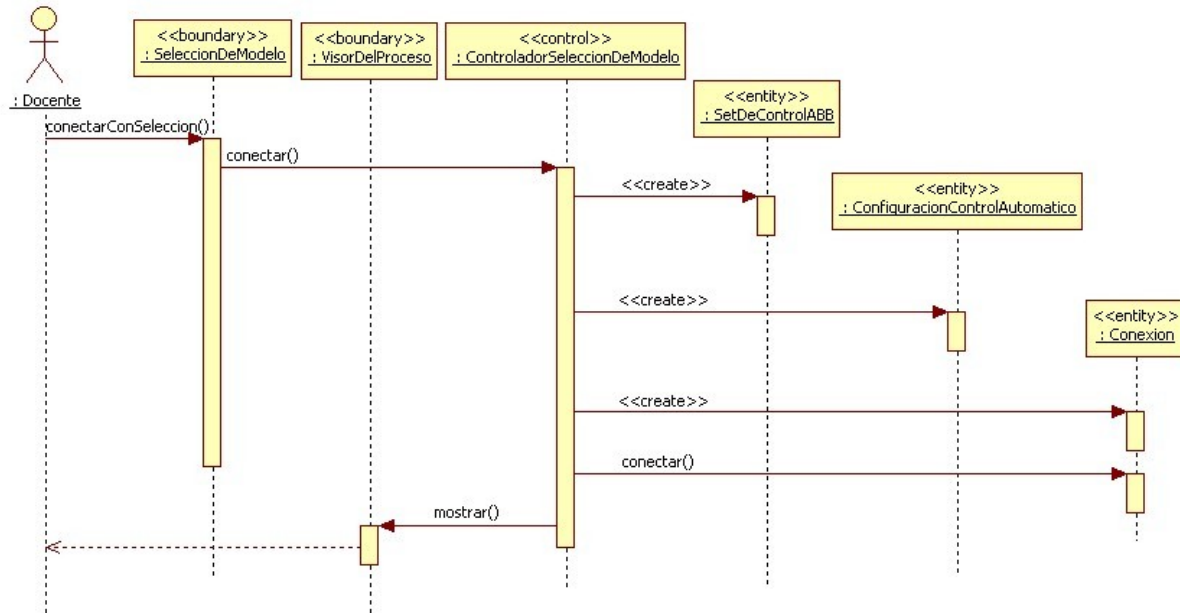 <<boundary>>
: SeleccionDeModelo
<<boundary>>
: VisorDelProceso
<<control>>
: ControladorSeleccionDeModelo
: Docente
<<entity>>
: SetDeControlABB
conectarConSeleccion()
conectar()
<<create>>
<<entity>>
: ConfiguracionControlAutomatico
<<create>>
<<entity>>
: Conexion
<<create>>
conectar()
mostrar()